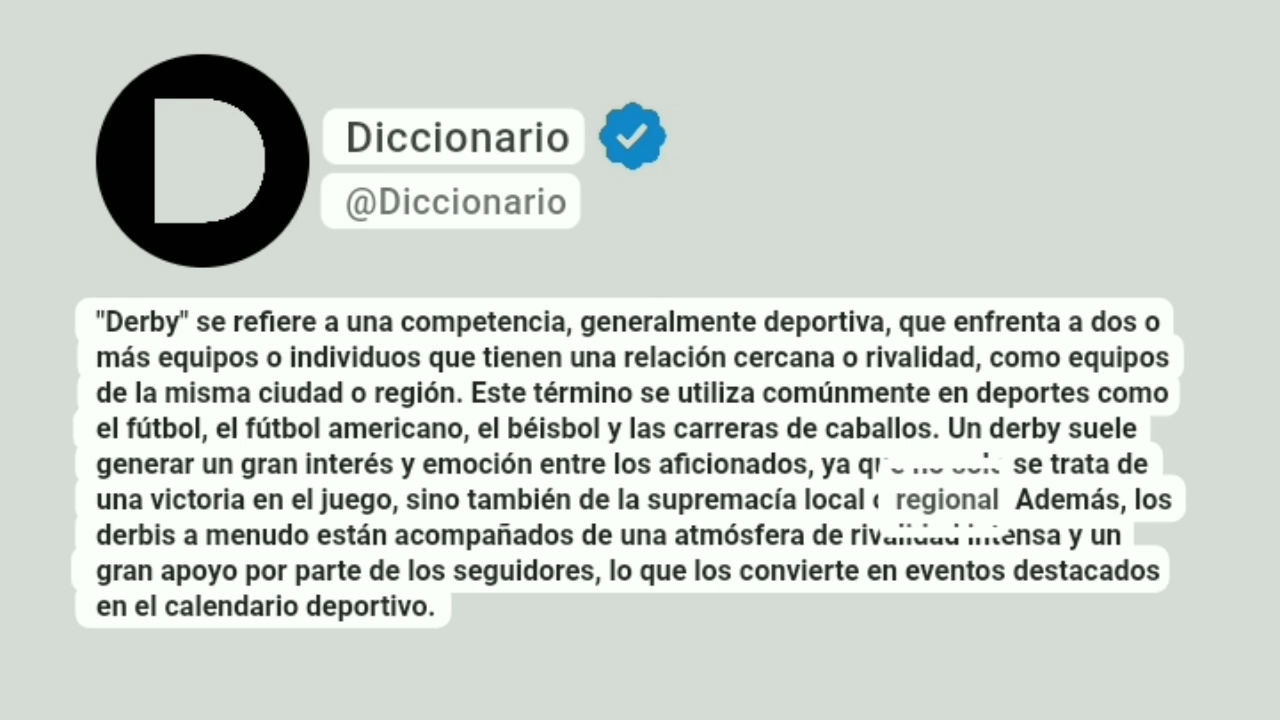 Diccionario
@Diccionario
"Derby" se refiere a una competencia, generalmente deportiva, que enfrenta a dos o
más equipos o individuos que tienen una relación cercana o rivalidad, como equipos
de la misma ciudad o región. Este término se utiliza comúnmente en deportes como
el fútbol, el fútbol americano, el béisbol y las carreras de caballos. Un derby suele
generar un gran interés y emoción entre los aficionados, ya que no solo se trata de
una victoria en el juego, sino también de la supremacía local regional Además, los
derbis a menudo están acompañados de una atmósfera de rivalidad intensa y un
gran apoyo por parte de los seguidores, lo que los convierte en eventos destacados
en el calendario deportivo.